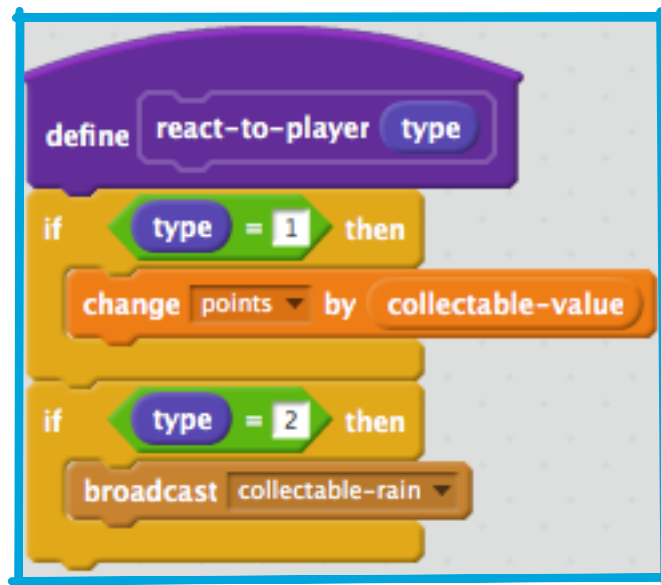 define react-to-player type
if type = 1 then
change points by collectable-value
if type = 2 then
broadcast collectable-rain